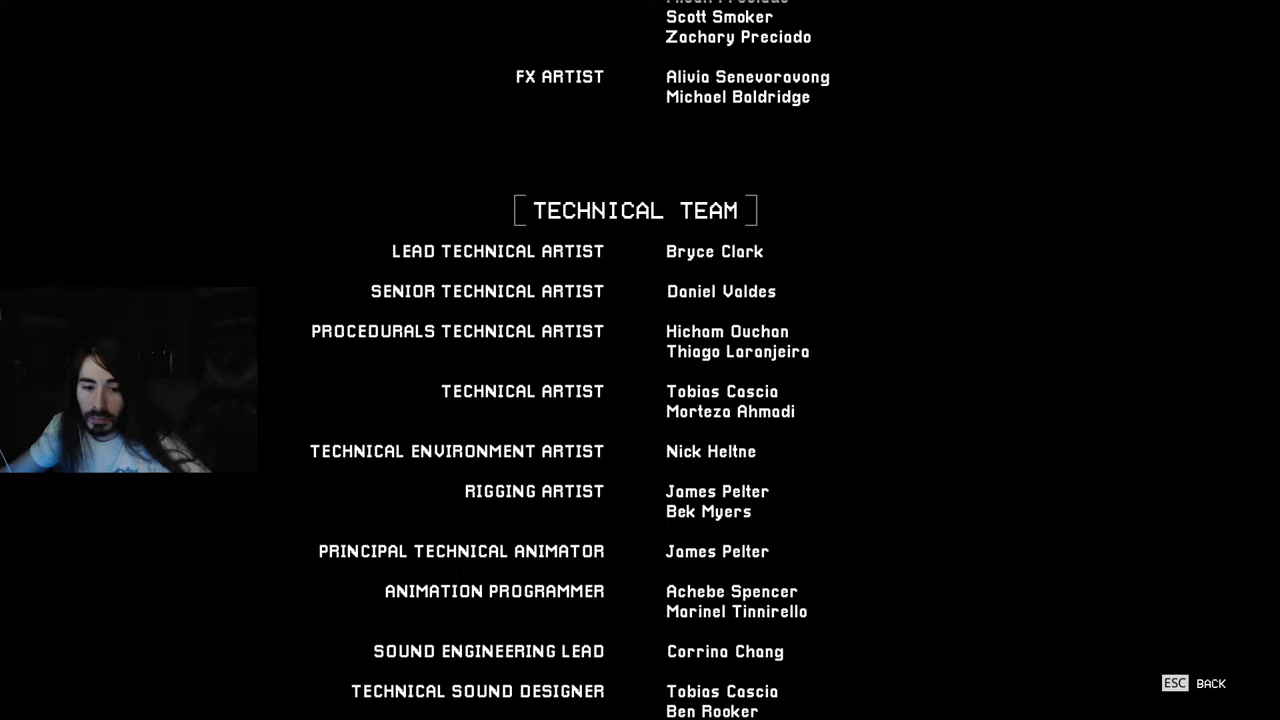 Scott Smoker
Zachary Preciado
FX ARTIST Alivia Senevoravong
Michael Baldridge
TECHNICAL TEAM
LEAD TECHNICAL ARTIST Bryce Clark
SENIOR TECHNICAL ARTIST Daniel Valdes
PROCEDURALS TECHNICAL ARTIST Hicham Ouchan
Thiago Laranjeira
TECHNICAL ARTIST Tobias Cascia
Morteza Ahmadi
TECHNICAL ENVIRONMENT ARTIST Nick Heltne
RIGGING ARTIST James Pelter
Bek Myers
PRINCIPAL TECHNICAL ANIMATOR James Pelter
ANIMATION PROGRAMMER Achebe Spencer
Marinel Tinnirello
SOUND ENGINEERING LEAD Corrina Chang
TECHNICAL SOUND DESIGNER Tobias Cascia
ESC BACK
Ben Rooker